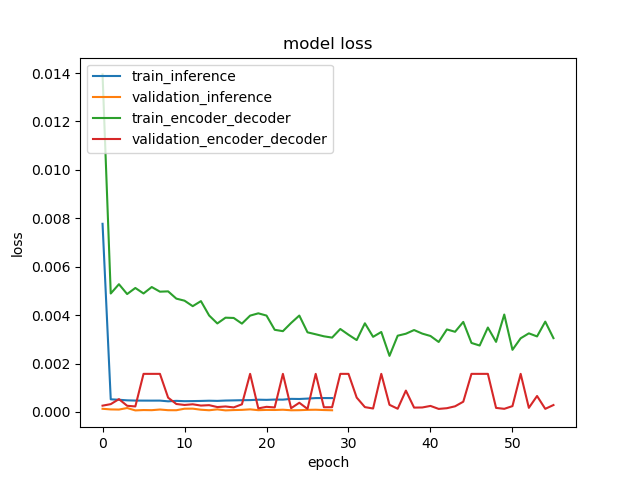 model loss
train_inference
validation_inference
train_encoder_decoder
validation_encoder_decoder
0.014
0.012
0.010
0.008
0.006
0.004
0.002
0.000
loss
0 10 20 30 40 50
epoch